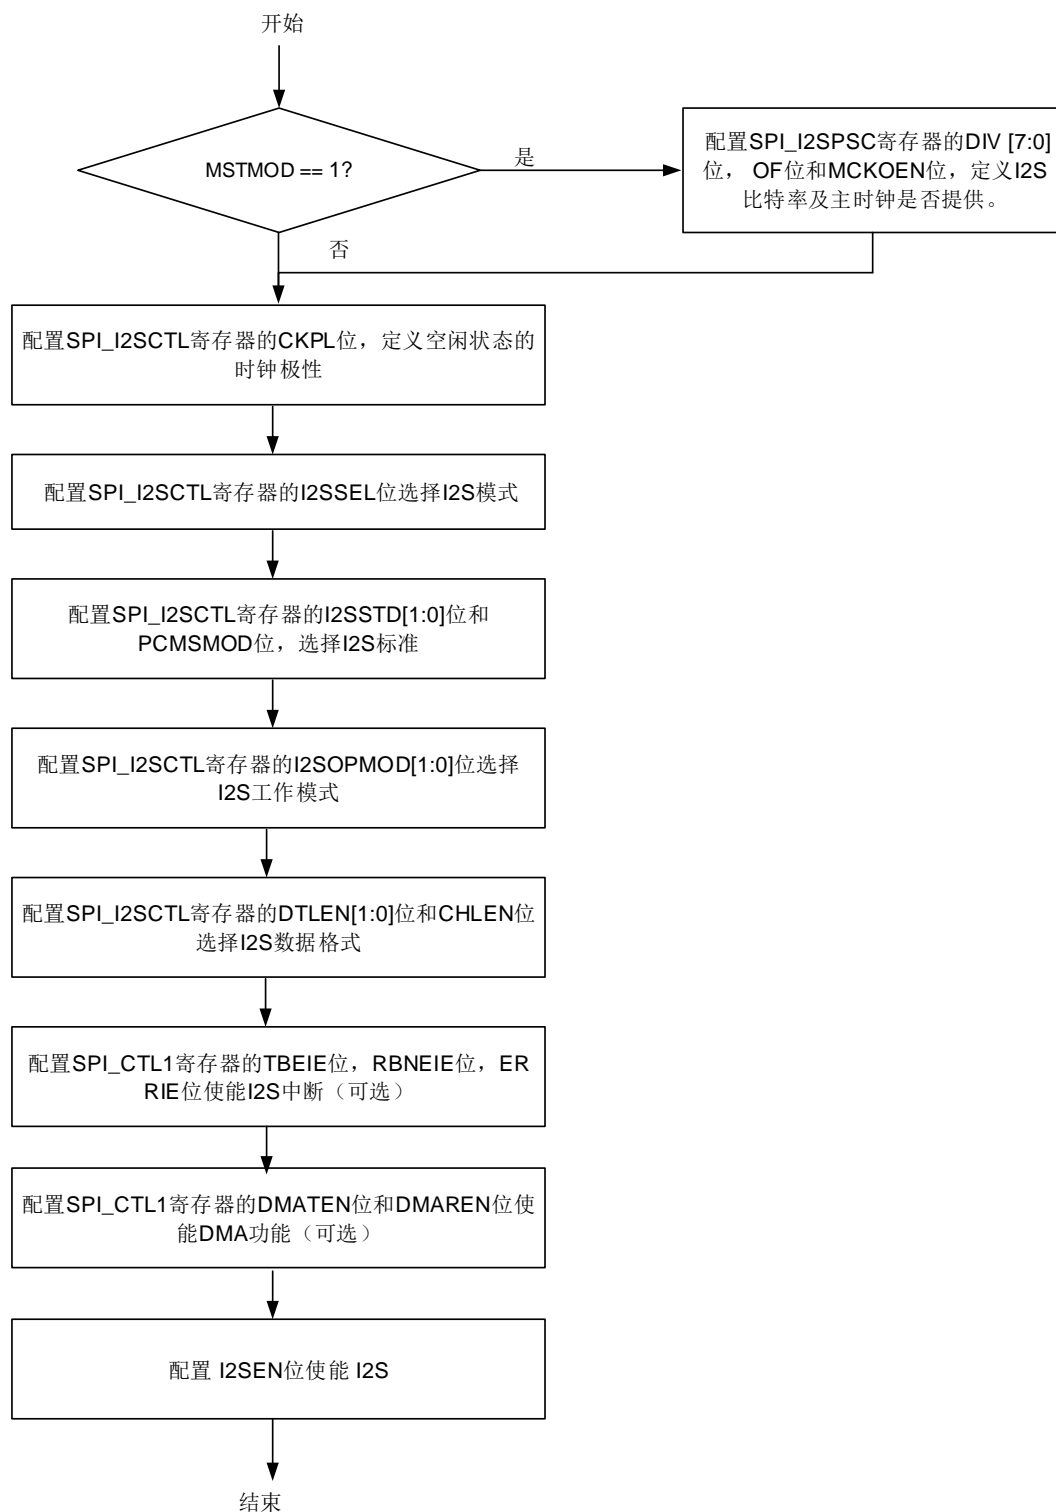 开始
MSTMOD == 1?
是
配置SPI_I2SPSC寄存器的DIV [7:0]
位， OF位和MCKOEN位，定义I2S
比特率及主时钟是否提供。
否
配置SPI_I2SCTL寄存器的CKPL位，定义空闲状态的
时钟极性
配置SPI_I2SCTL寄存器的I2SSEL位选择I2S模式
配置SPI_I2SCTL寄存器的I2SSTD[1:0]位和
PCMSMOD位，选择I2S标准
配置SPI_I2SCTL寄存器的I2SOPMOD[1:0]位选择
I2S工作模式
配置SPI_I2SCTL寄存器的DTLEN[1:0]位和CHLEN位
选择I2S数据格式
配置SPI_CTL1寄存器的TBEIE位，RBNEIE位，ER
RIE位使能I2S中断（可选）
配置SPI_CTL1寄存器的DMATEN位和DMAREN位使
能DMA功能（可选）
配置 I2SEN位使能 I2S
结束